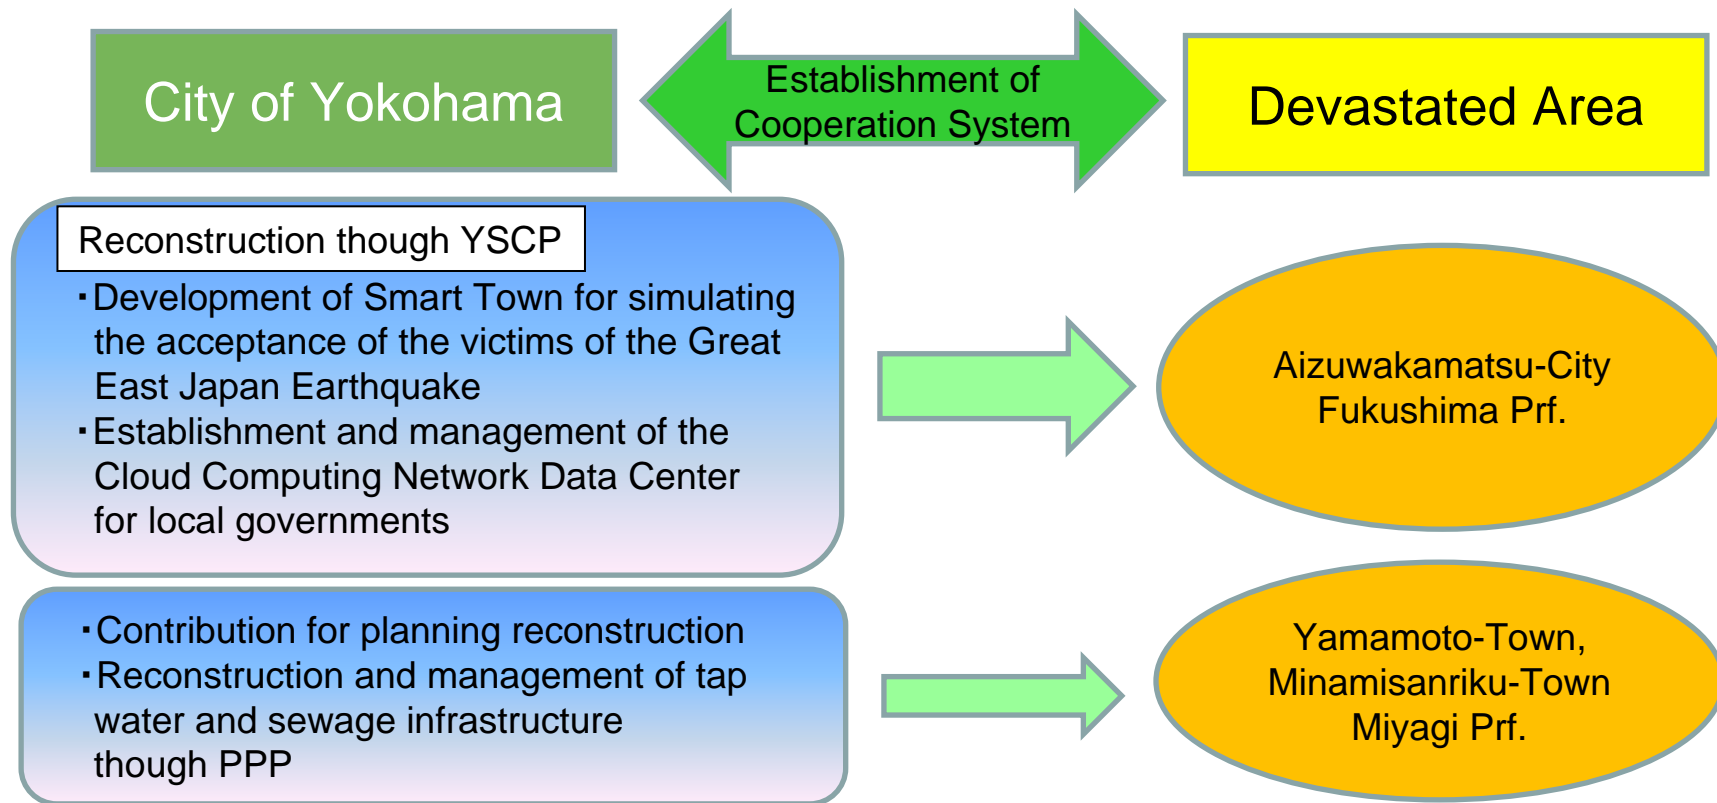 City of Yokohama
Establishment of
Cooperation System
Devastated Area
Reconstruction though YSCP
・Development of Smart Town for simulating
the acceptance of the victims of the Great
East Japan Earthquake
・Establishment and management of the
Cloud Computing Network Data Center
for local governments
Aizuwakamatsu-City
Fukushima Prf.
・Contribution for planning reconstruction
・Reconstruction and management of tap
water and sewage infrastructure
though PPP
Yamamoto-Town,
Minamisanriku-Town
Miyagi Prf.